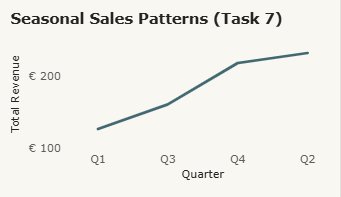 Seasonal Sales Patterns (Task 7)
Total Revenue
€ 200
€ 100
Q1 Q3 Q4 Q2
Quarter